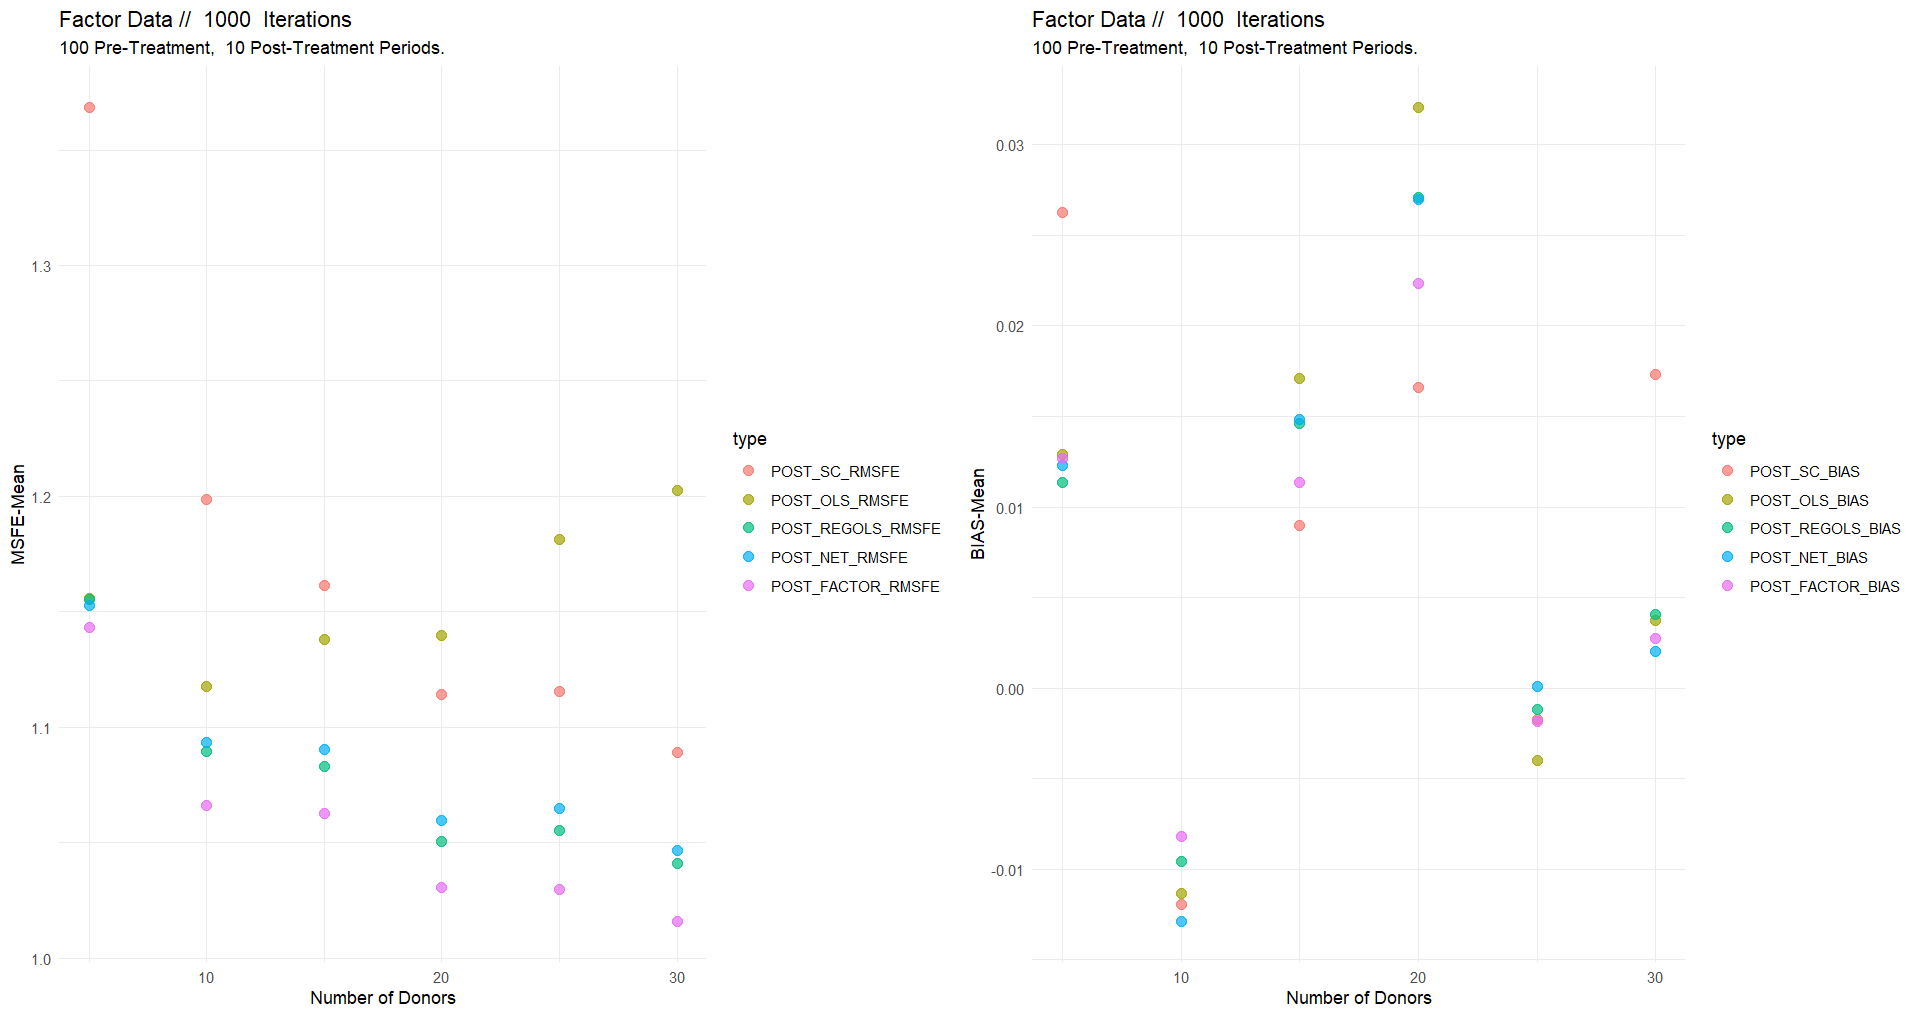 Factor Data //  1000  Iterations
100 Pre-Treatment,  10 Post-Treatment Periods.
MSFE-Mean
1.3
1.2
1.1
1.0
10
20
30
Number of Donors
type
POST_SC_RMSFE
POST_OLS_RMSFE
POST_REGOLS_RMSFE
POST_NET_RMSFE
POST_FACTOR_RMSFE
Factor Data //  1000  Iterations
100 Pre-Treatment,  10 Post-Treatment Periods.
BIAS-Mean
0.03
0.02
0.01
0.00
-0.01
10
20
30
Number of Donors
type
POST_SC_BIAS
POST_OLS_BIAS
POST_REGOLS_BIAS
POST_NET_BIAS
POST_FACTOR_BIAS